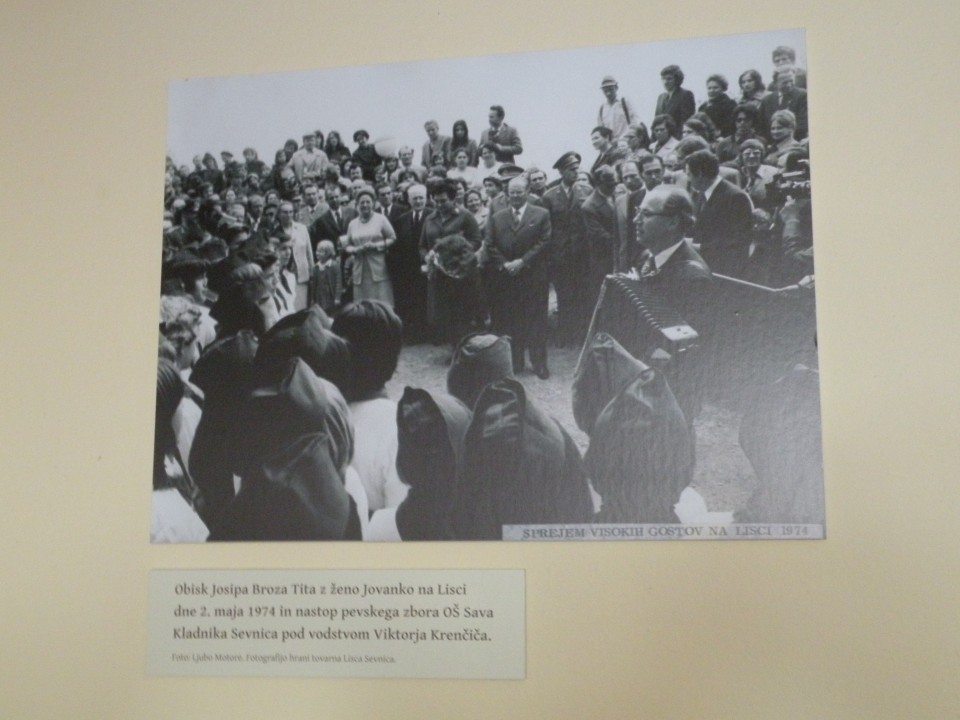 SPREJEM VISOKIH GOSTOV NA LISCI 1974
Obisk Josipa Broza Tita z ženo Jovanko na Lisci
dne 2. maja 1974 in nastop pevskega zbora OŠ Sava
Kladnika Sevnica pod vodstvom Viktorja Krenčiča.
Foto: Ljubo Motore. Fotografijo hrani tovarna Lisca Sevnica.